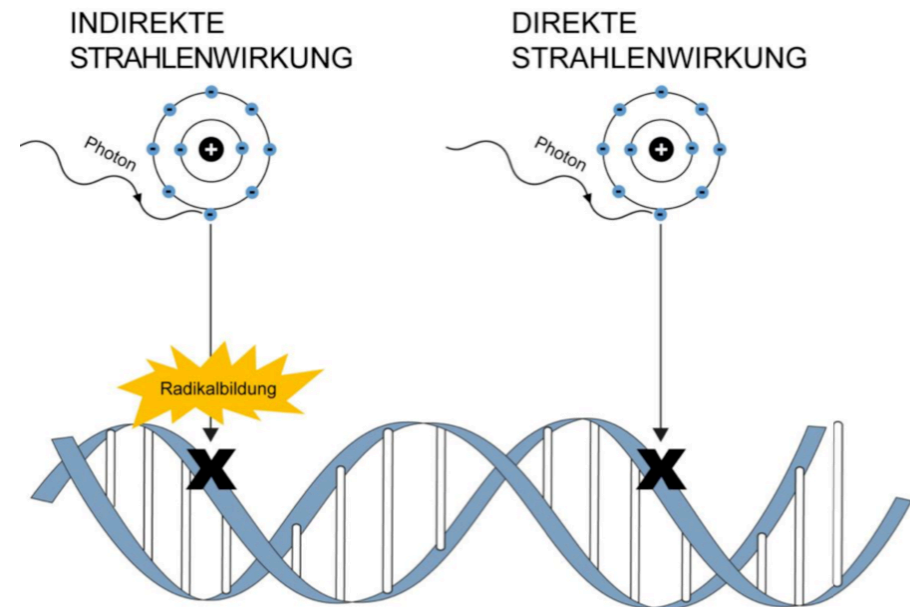 INDIREKTE
STRAHLENWIRKUNG
DIREKTE
STRAHLENWIRKUNG
Photon
Photon
Radikalbildung